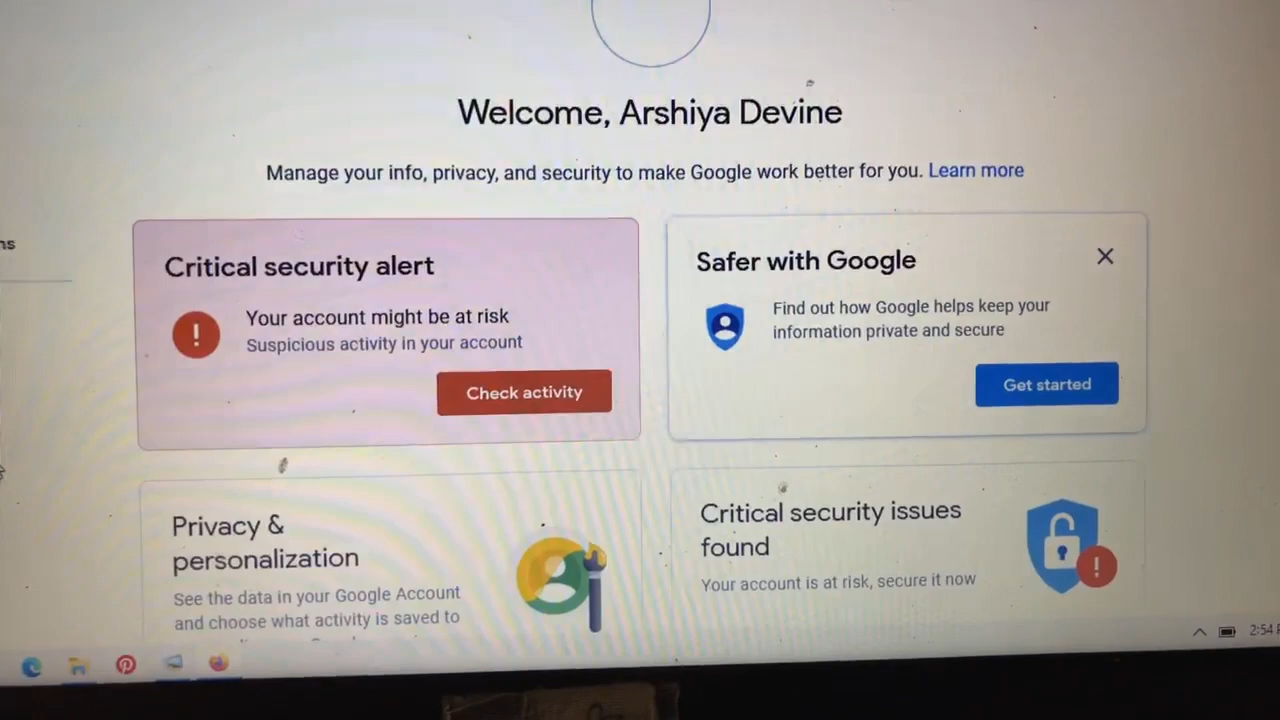 Welcome, Arshiya Devine
Manage your info, privacy, and security to make Google work better for you. Learn more
ns
Critical security alert
Your account might be at risk
Suspicious activity in your account
Check activity
Safer with Google
Find out how Google helps keep your
information private and secure
Get started
Privacy &
personalization
See the data in your Google Account
and choose what activity is saved to
Critical security issues
found
Your account is at risk, secure it now
2:54